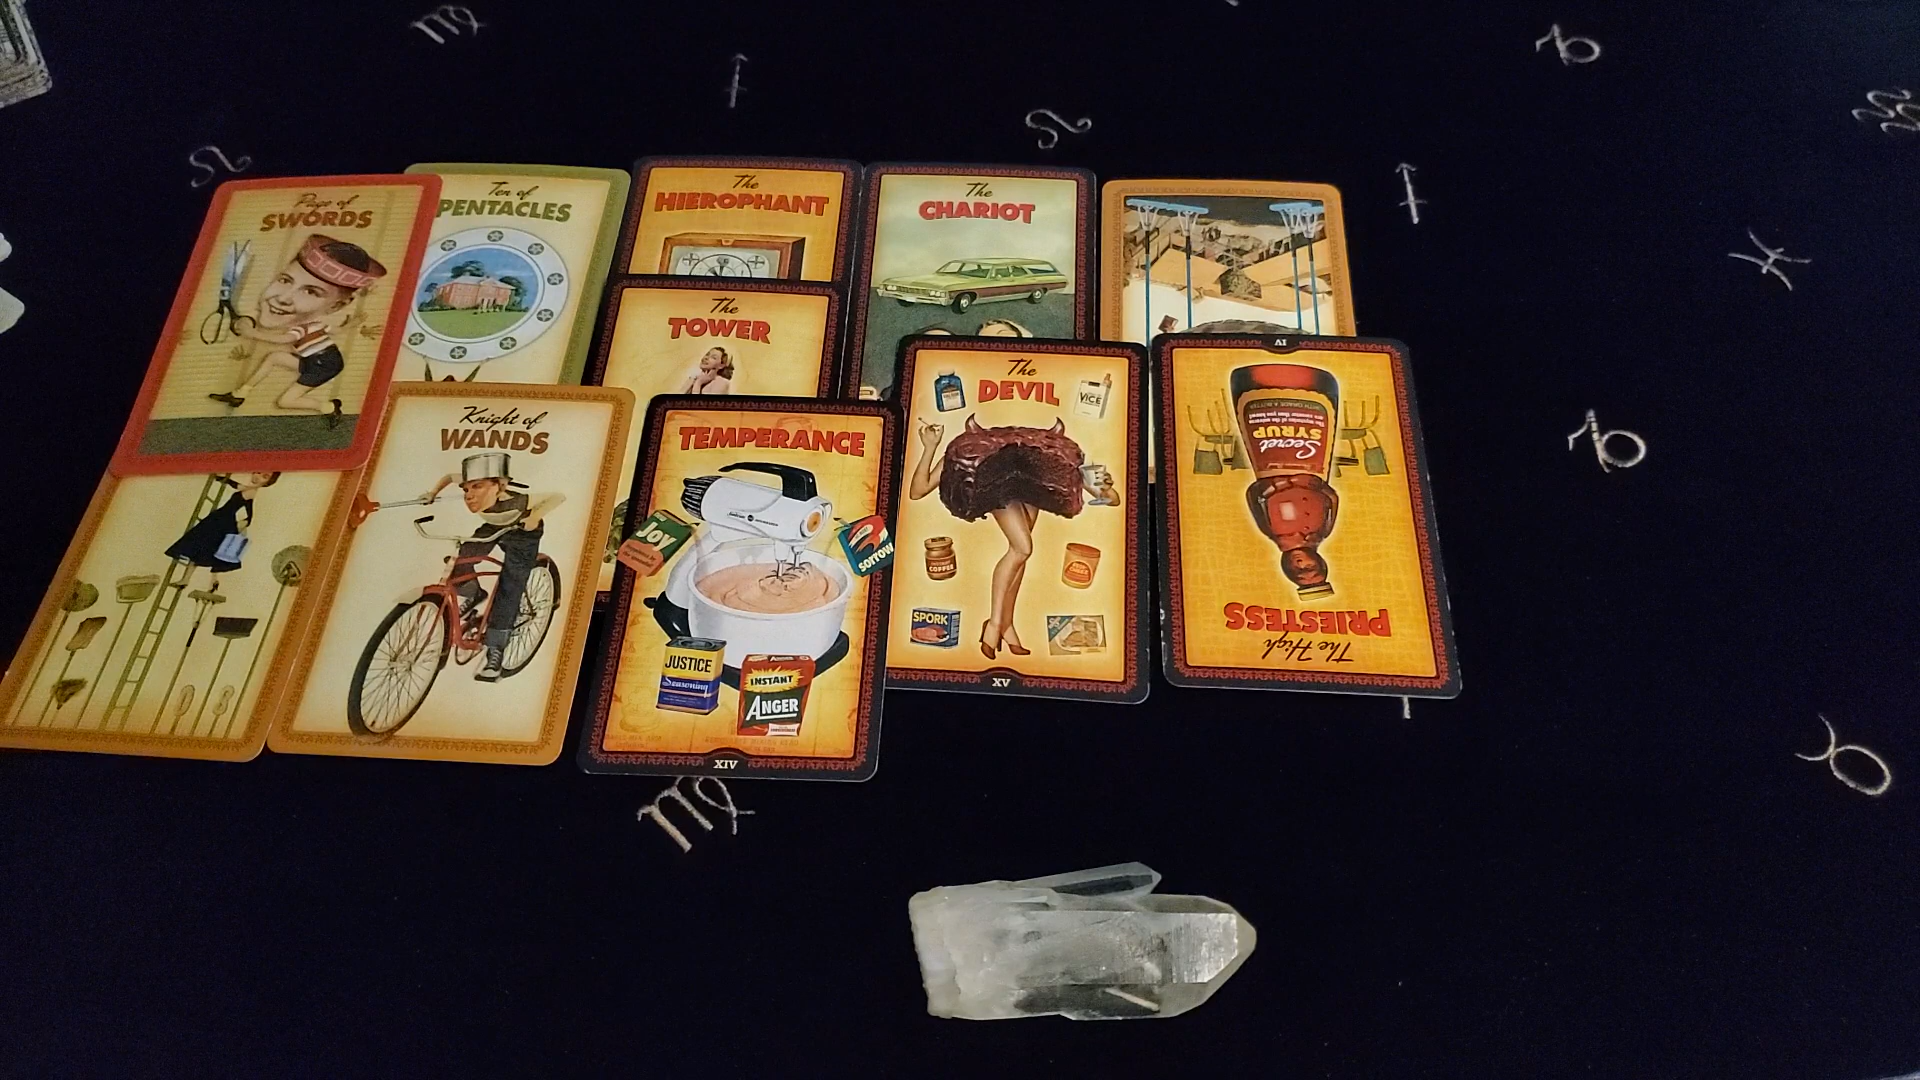 Page of
SWORDS
Ten of
PENTACLES
The
HIEROPHANT
The
CHARIOT
The
TOWER
The
DEVIL
VICE
INSTANT
COFFEE
SPORK
XV
Knight of
WANDS
TEMPERANCE
JOY
SORROW
JUSTICE
Seasoning
INSTANT
ANGER
XIV
The High
PRIESTESS
Secret
SYRUP